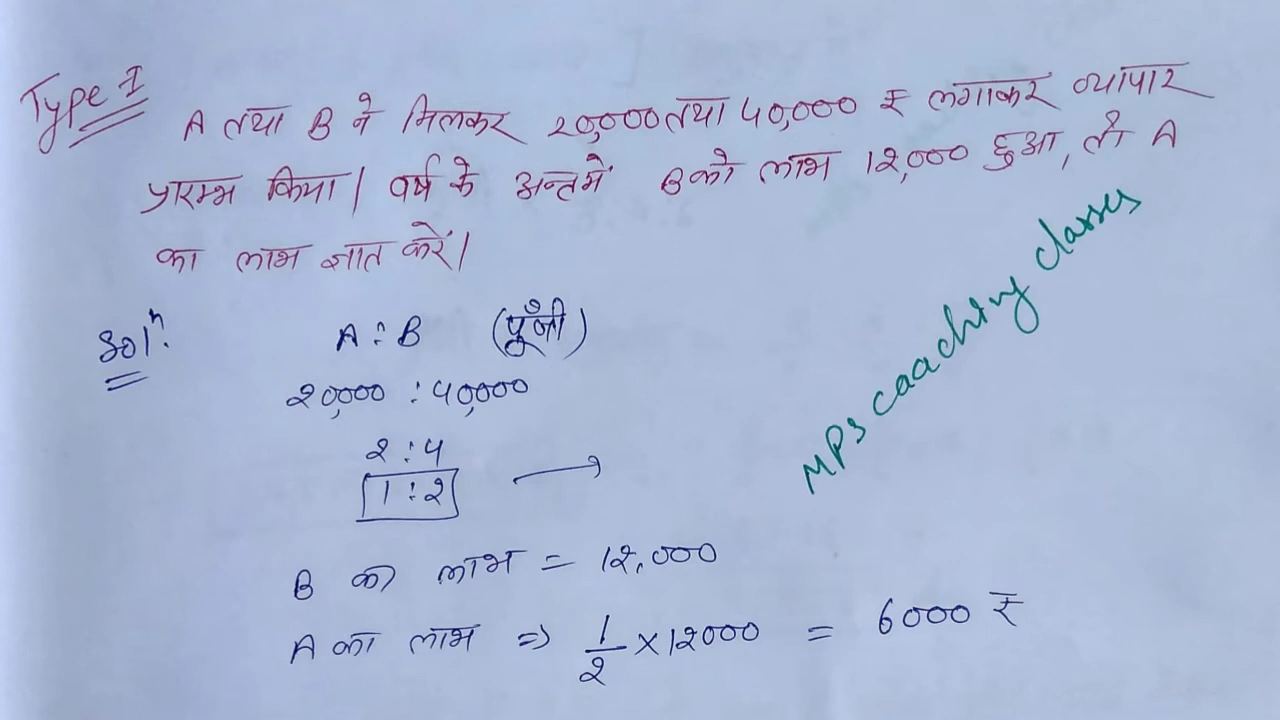 Type I
A तथा B ने मिलकर 20,000 तथा 40,000 ₹ लगाकर व्यापार
प्रारम्भ किया। वर्ष के अन्त में B को लाभ 12,000 हुआ, तो A
का लाभ ज्ञात करें।
Solⁿ:
A : B (पूँजी)
20,000 : 40,000
2 : 4
1 : 2 →
B का लाभ = 12,000
A का लाभ ⇒ 1/2 × 12000 = 6000 ₹
MPS caaching classes